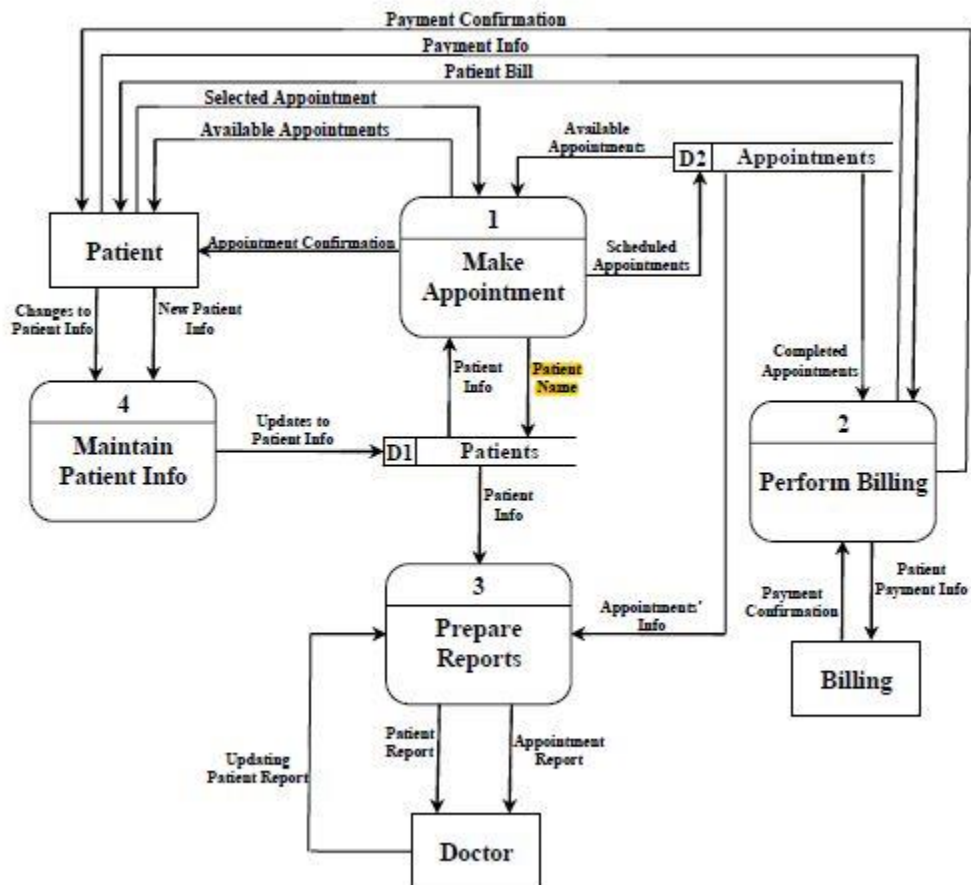 Payment Confirmation
Payment Info
Patient Bill
Selected Appointment
Available Appointments
Available
Appointments
D2 Appointments
1
Make
Appointment
Patient
Appointment Confirmation
Scheduled
Appointments
Changes to
Patient Info
New Patient
Info
Patient
Info
Patient
Name
Completed
Appointments
4
Maintain
Patient Info
Updates to
Patient Info
D1 Patients
2
Perform Billing
Patient
Info
3
Prepare
Reports
Appointments'
Info
Payment
Confirmation
Patient
Payment Info
Billing
Updating
Patient Report
Patient
Report
Appointment
Report
Doctor